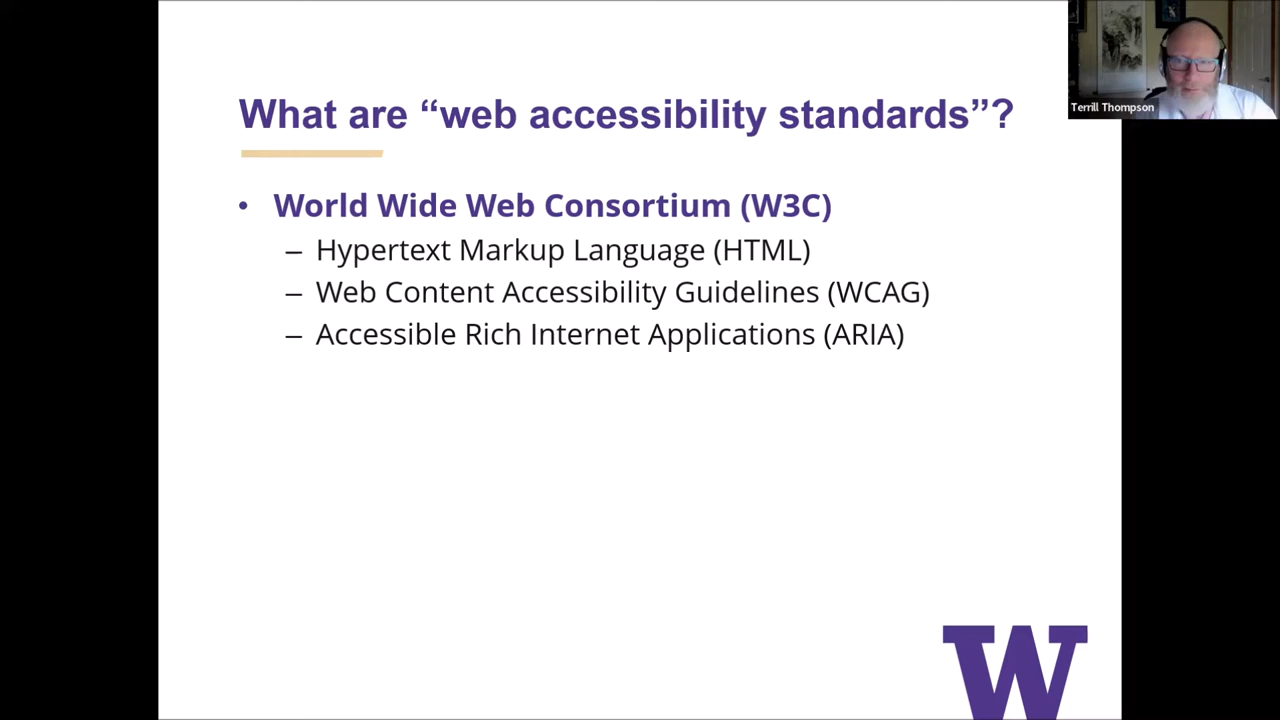 What are “web accessibility standards”?
• World Wide Web Consortium (W3C)
– Hypertext Markup Language (HTML)
– Web Content Accessibility Guidelines (WCAG)
– Accessible Rich Internet Applications (ARIA)
Terrill Thompson
W